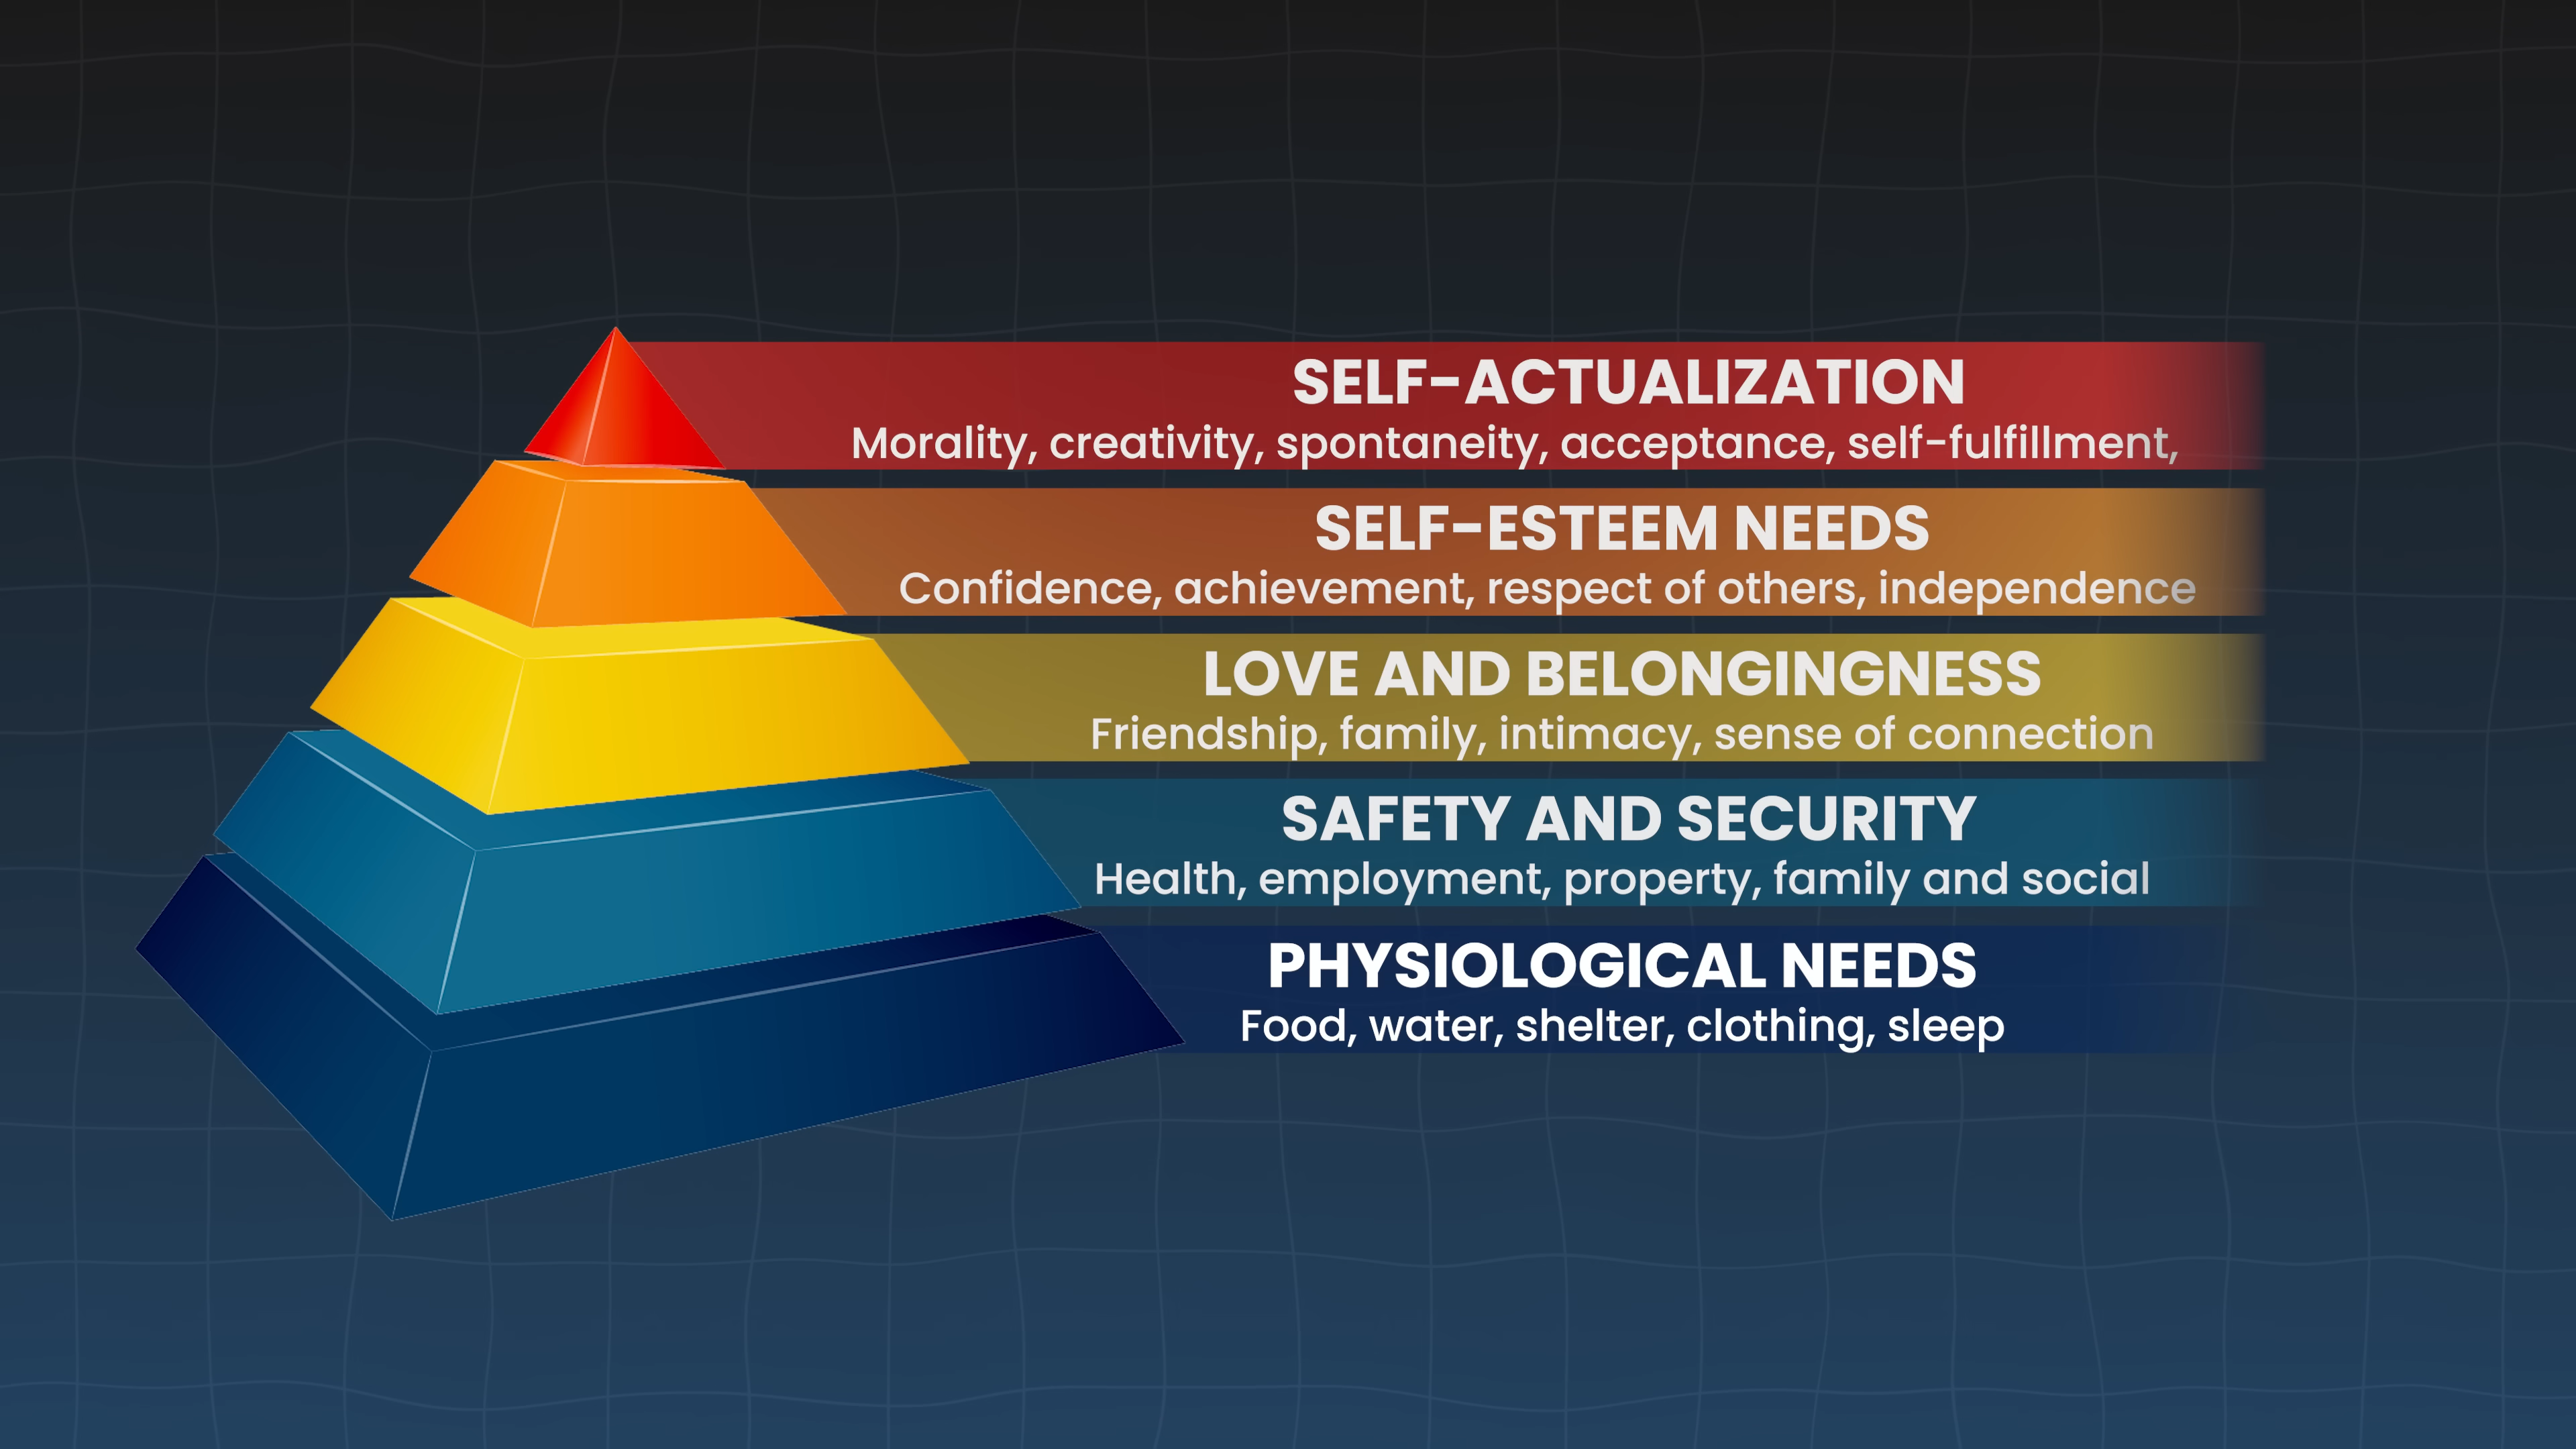 SELF-ACTUALIZATION
Morality, creativity, spontaneity, acceptance, self-fulfillment,
SELF-ESTEEM NEEDS
Confidence, achievement, respect of others, independence
LOVE AND BELONGINGNESS
Friendship, family, intimacy, sense of connection
SAFETY AND SECURITY
Health, employment, property, family and social
PHYSIOLOGICAL NEEDS
Food, water, shelter, clothing, sleep